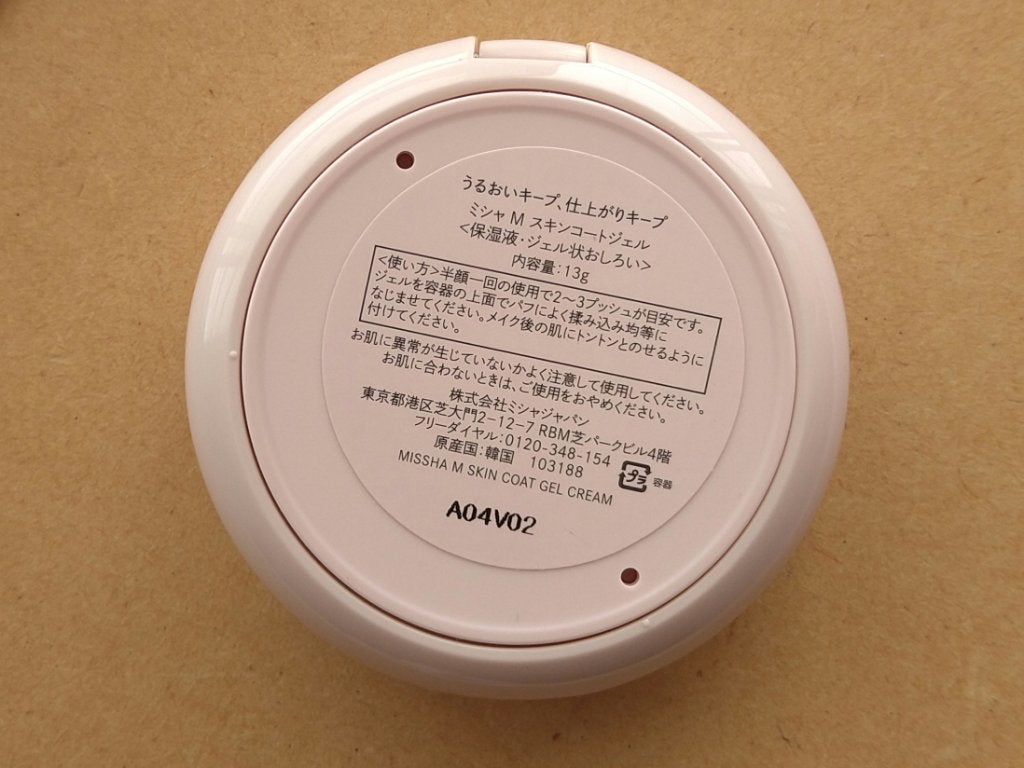 うるおいキープ、仕上がりキープ
ミシャ M スキンコートジェル
<保湿液・ジェル状おしろい>
内容量:13g
<使い方>半顔一回の使用で2～3プッシュが目安です。
ジェルを容器の上面でパフによく揉み込み均等に
なじませてください。メイク後の肌にトントンとのせるように
付けてください。
お肌に異常が生じていないかよく注意して使用してください。
お肌に合わないときは、ご使用をおやめください。
株式会社ミシャジャパン
東京都港区芝大門2-12-7 RBM芝パークビル4階
フリーダイヤル:0120-348-154
原産国:韓国 103188
プラ 容器
MISSHA M SKIN COAT GEL CREAM
A04V02